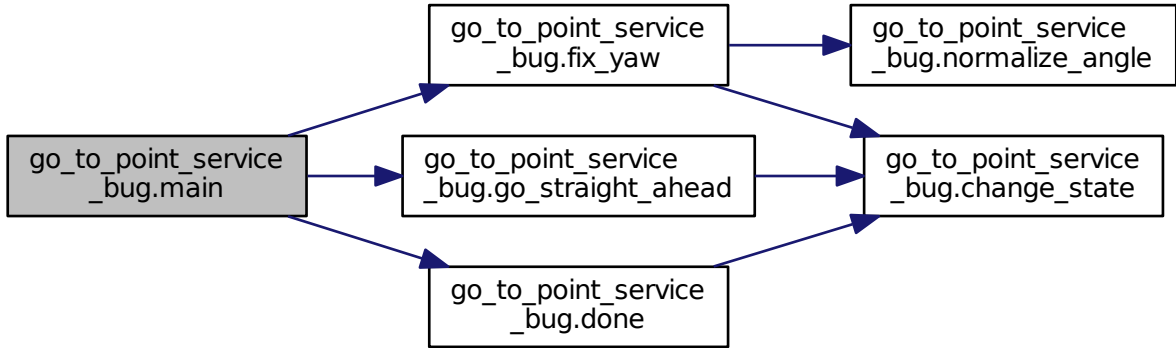 go_to_point_service
_bug.main
go_to_point_service
_bug.fix_yaw
go_to_point_service
_bug.go_straight_ahead
go_to_point_service
_bug.done
go_to_point_service
_bug.normalize_angle
go_to_point_service
_bug.change_state